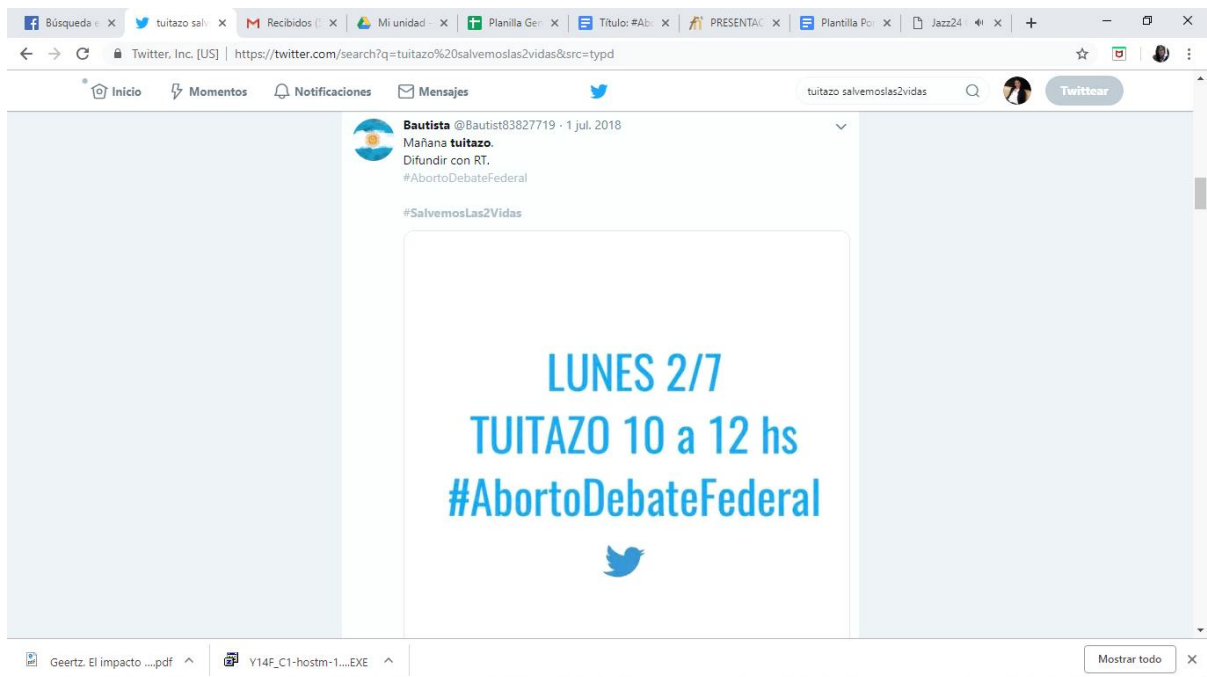 Búsqueda e
tuitazo salv
Recibidos (
Mi unidad -
Planilla Gen
Título: #Abo
PRESENTAC
Plantilla Po
Jazz24
Twitter, Inc. [US] | https://twitter.com/search?q=tuitazo%20salvemoslas2vidas&src=typd
Inicio
Momentos
Notificaciones
Mensajes
tuitazo salvemoslas2vidas
Twittear
Bautista @Bautist83827719 · 1 jul. 2018
Mañana tuitazo.
Difundir con RT.
#AbortoDebateFederal
#SalvemosLas2Vidas
LUNES 2/7
TUITAZO 10 a 12 hs
#AbortoDebateFederal
Geertz. El impacto ....pdf
Y14F_C1-hostm-1....EXE
Mostrar todo